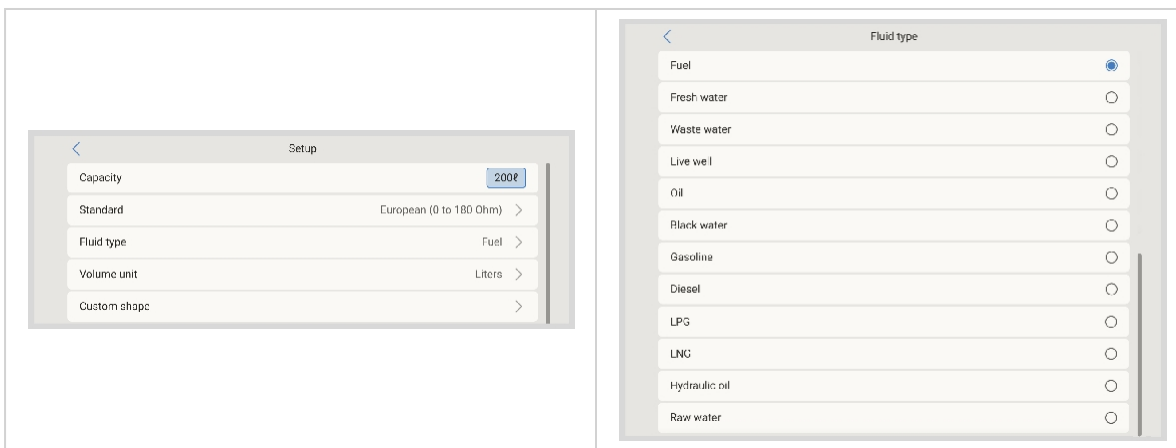 Setup
Capacity 200ℓ
Standard European (0 to 180 Ohm)
Fluid type Fuel
Volume unit Liters
Custom shape
Fluid type
Fuel
Fresh water
Waste water
Live well
Oil
Black water
Gasoline
Diesel
LPG
LNG
Hydraulic oil
Raw water